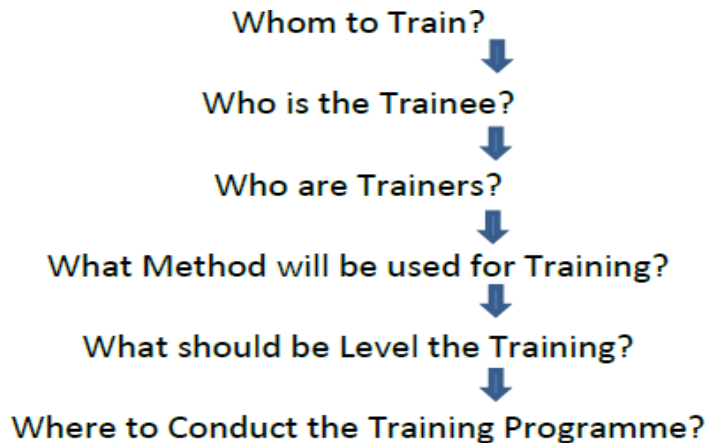 Whom to Train?
Who is the Trainee?
Who are Trainers?
What Method will be used for Training?
What should be Level the Training?
Where to Conduct the Training Programme?